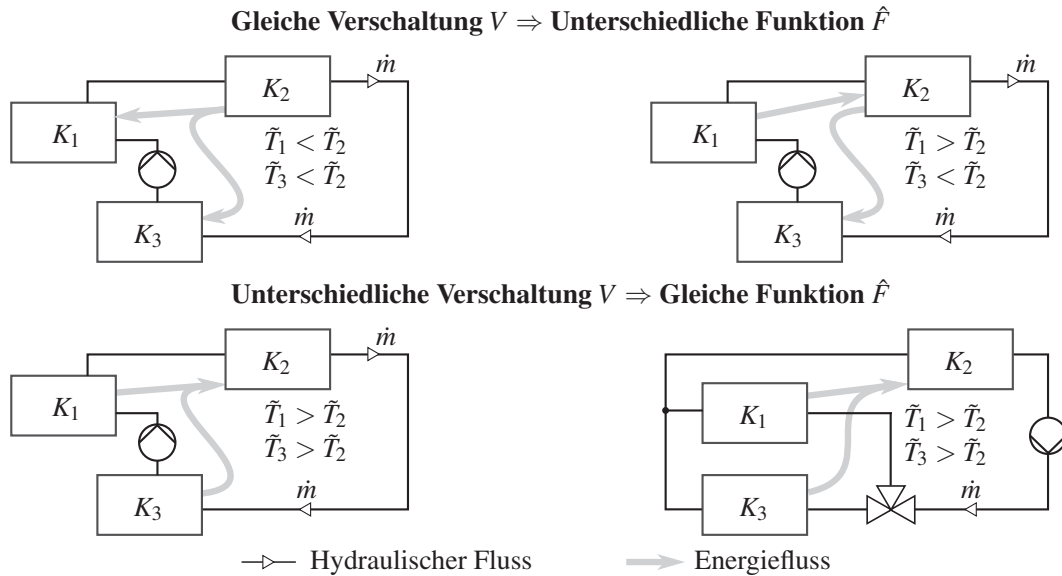 Gleiche Verschaltung V ⇒ Unterschiedliche Funktion F̂
K₂
ṁ
K₁
T̃₁ < T̃₂
T̃₃ < T̃₂
K₃
ṁ
K₂
ṁ
K₁
T̃₁ > T̃₂
T̃₃ < T̃₂
K₃
ṁ
Unterschiedliche Verschaltung V ⇒ Gleiche Funktion F̂
K₂
ṁ
K₁
T̃₁ > T̃₂
T̃₃ > T̃₂
K₃
ṁ
K₂
K₁
T̃₁ > T̃₂
T̃₃ > T̃₂
K₃
ṁ
Hydraulischer Fluss
Energiefluss